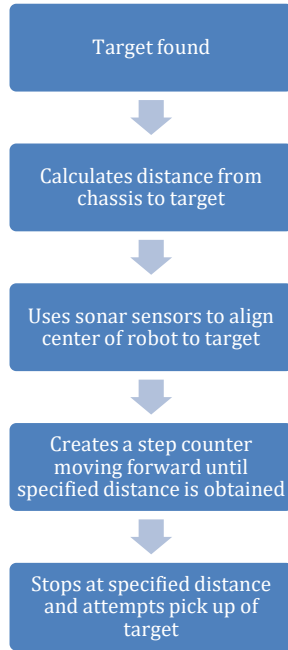 Target found
Calculates distance from
chassis to target
Uses sonar sensors to align
center of robot to target
Creates a step counter
moving forward until
specified distance is obtained
Stops at specified distance
and attempts pick up of
target